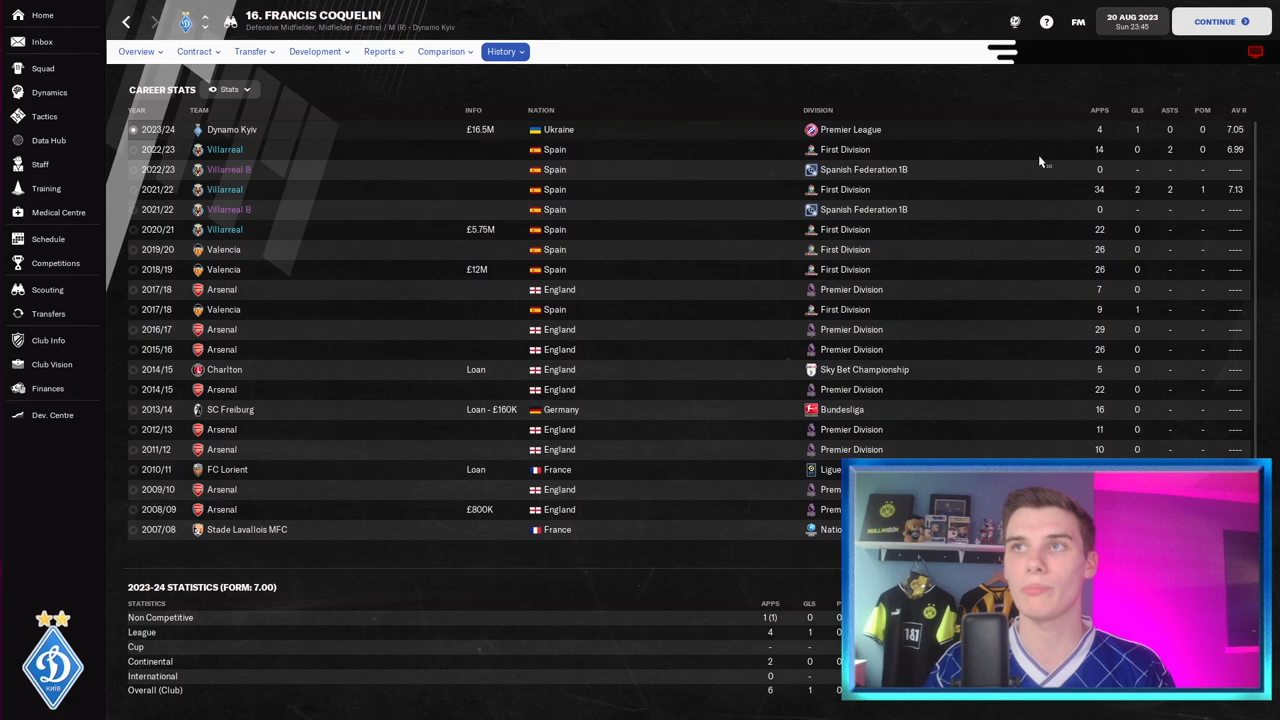 Home
Inbox
Squad
Dynamics
Tactics
Data Hub
Staff
Training
Medical Centre
Schedule
Competitions
Scouting
Transfers
Club Info
Club Vision
Finances
Dev. Centre
16. FRANCIS COQUELIN
Defensive Midfielder, Midfielder (Centre) / M (R) - Dynamo Kyiv
FM
20 AUG 2023
Sun 23:45
CONTINUE
Overview Contract Transfer Development Reports Comparison History
CAREER STATS Stats
YEAR TEAM INFO NATION DIVISION APPS GLS ASTS POM AV R
2023/24 Dynamo Kyiv £16.5M Ukraine Premier League 4 1 0 0 7.05
2022/23 Villarreal Spain First Division 14 0 2 0 6.99
2022/23 Villarreal B Spain Spanish Federation 1B 0 - - - ----
2021/22 Villarreal Spain First Division 34 2 2 1 7.13
2021/22 Villarreal B Spain Spanish Federation 1B 0 - - - ----
2020/21 Villarreal £5.75M Spain First Division 22 0 - - ----
2019/20 Valencia Spain First Division 26 0 - - ----
2018/19 Valencia £12M Spain First Division 26 0 - - ----
2017/18 Arsenal England Premier Division 7 0 - - ----
2017/18 Valencia Spain First Division 9 1 - - ----
2016/17 Arsenal England Premier Division 29 0 - - ----
2015/16 Arsenal England Premier Division 26 0 - - ----
2014/15 Charlton Loan England Sky Bet Championship 5 0 - - ----
2014/15 Arsenal England Premier Division 22 0 - - ----
2013/14 SC Freiburg Loan - £160K Germany Bundesliga 16 0 - - ----
2012/13 Arsenal England Premier Division 11 0 - - ----
2011/12 Arsenal England Premier Division 10 0 - - ----
2010/11 FC Lorient Loan France Ligue
2009/10 Arsenal England Prem
2008/09 Arsenal £800K England Prem
2007/08 Stade Lavallois MFC France Natio
2023-24 STATISTICS (FORM: 7.00)
STATISTICS APPS GLS
Non Competitive 1 (1) 0
League 4 1
Cup - -
Continental 2 0
International 0 -
Overall (Club) 6 1
КИЇВ